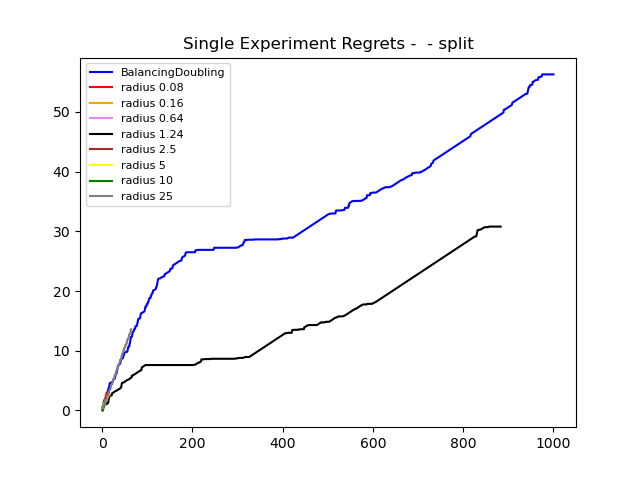 Single Experiment Regrets -  - split
BalancingDoubling
radius 0.08
radius 0.16
radius 0.64
radius 1.24
radius 2.5
radius 5
radius 10
radius 25
50
40
30
20
10
0
0 200 400 600 800 1000